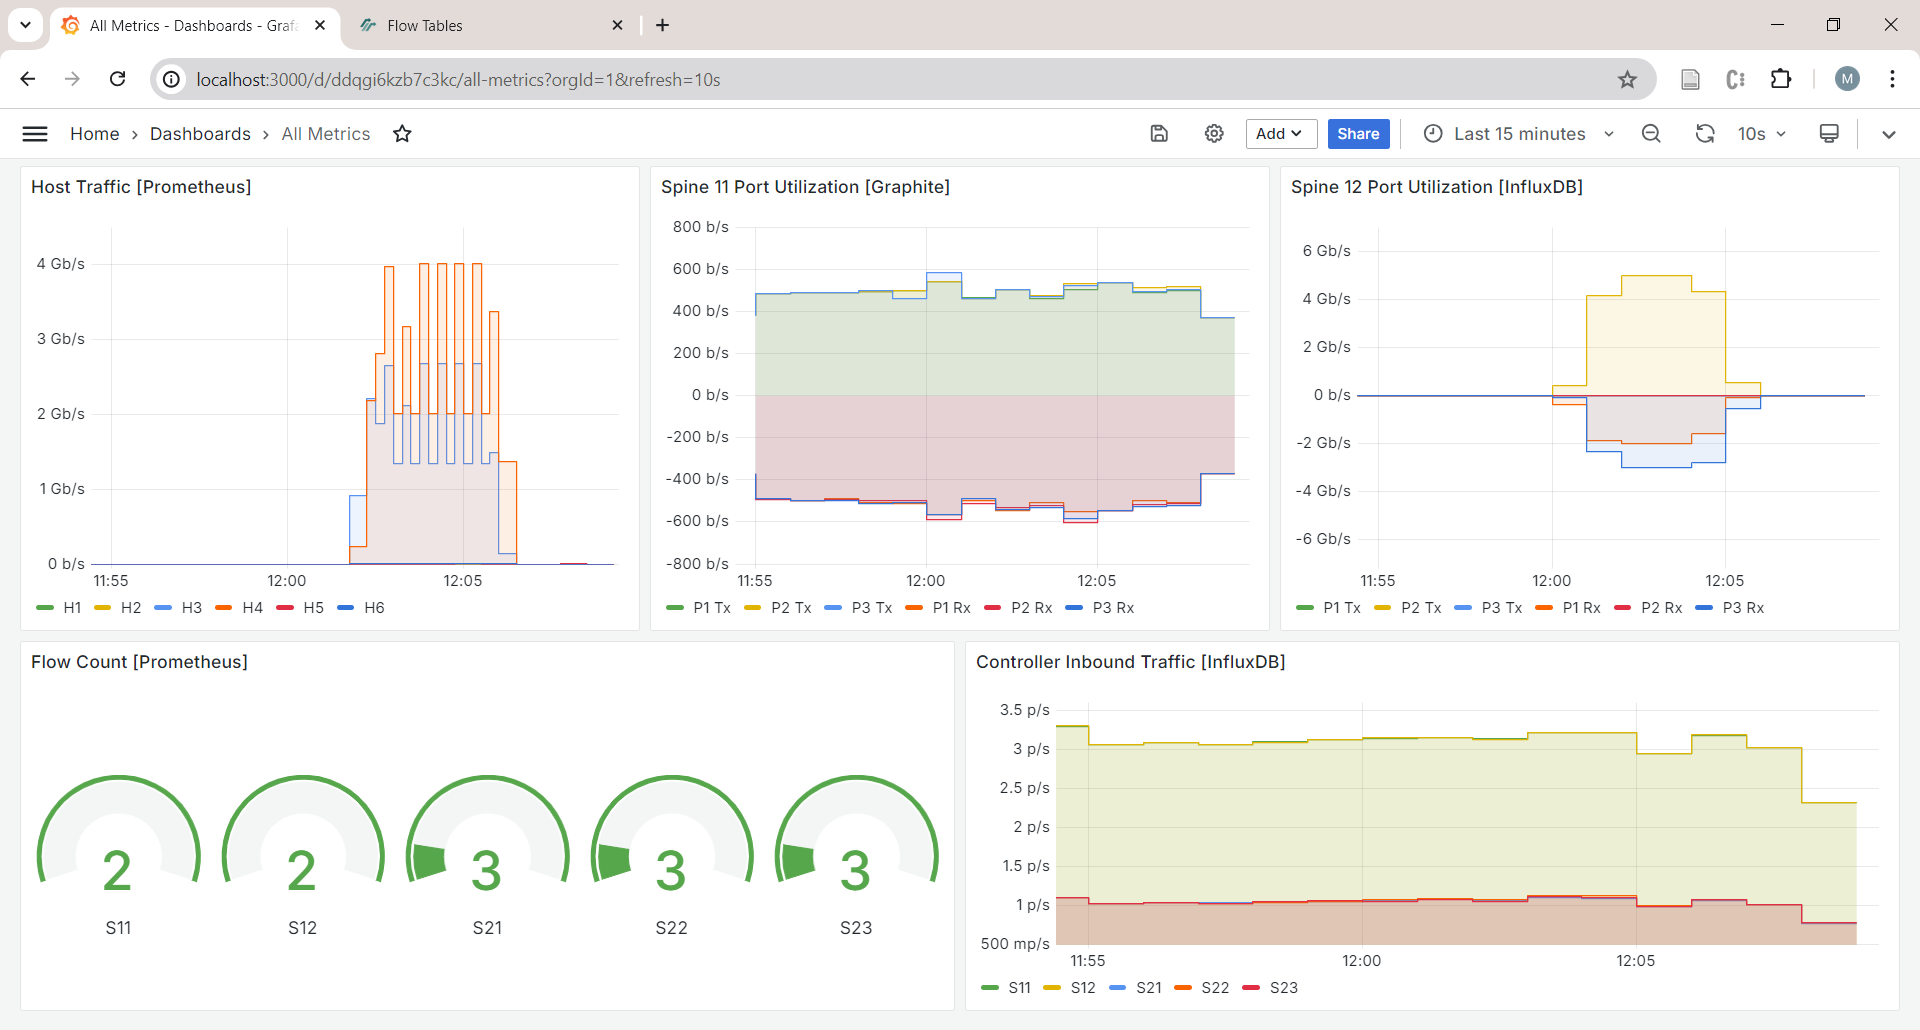 All Metrics - Dashboards - Grafa
Flow Tables
localhost:3000/d/ddqgi6kzb7c3kc/all-metrics?orgId=1&refresh=10s
M
Home › Dashboards › All Metrics
Add
Share
Last 15 minutes
10s
Host Traffic [Prometheus]
4 Gb/s
3 Gb/s
2 Gb/s
1 Gb/s
0 b/s
11:55 12:00 12:05
H1 H2 H3 H4 H5 H6
Spine 11 Port Utilization [Graphite]
800 b/s
600 b/s
400 b/s
200 b/s
0 b/s
-200 b/s
-400 b/s
-600 b/s
-800 b/s
11:55 12:00 12:05
P1 Tx P2 Tx P3 Tx P1 Rx P2 Rx P3 Rx
Spine 12 Port Utilization [InfluxDB]
6 Gb/s
4 Gb/s
2 Gb/s
0 b/s
-2 Gb/s
-4 Gb/s
-6 Gb/s
11:55 12:00 12:05
P1 Tx P2 Tx P3 Tx P1 Rx P2 Rx P3 Rx
Flow Count [Prometheus]
2 2 3 3 3
S11 S12 S21 S22 S23
Controller Inbound Traffic [InfluxDB]
3.5 p/s
3 p/s
2.5 p/s
2 p/s
1.5 p/s
1 p/s
500 mp/s
11:55 12:00 12:05
S11 S12 S21 S22 S23